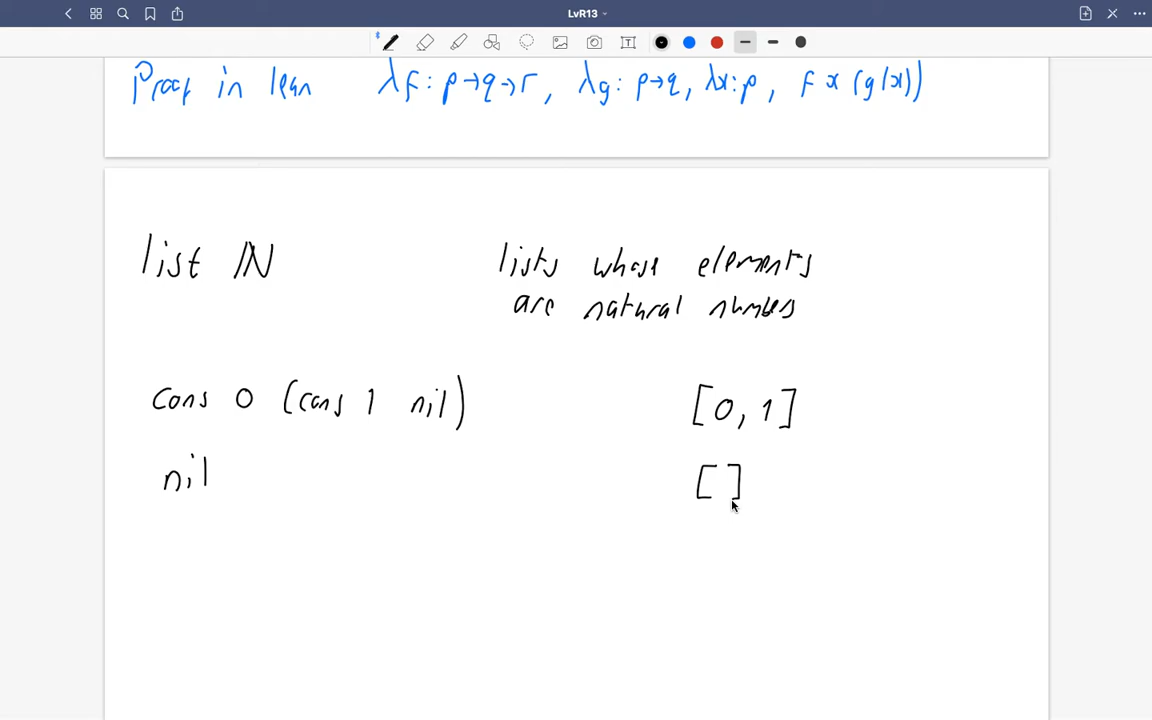 LvR13
Proof in lean λf: p→q→r, λg: p→q, λx:p, f x (g(x))
list ℕ lists whose elements
are natural numbers
cons 0 (cons 1 nil) [0, 1]
nil []